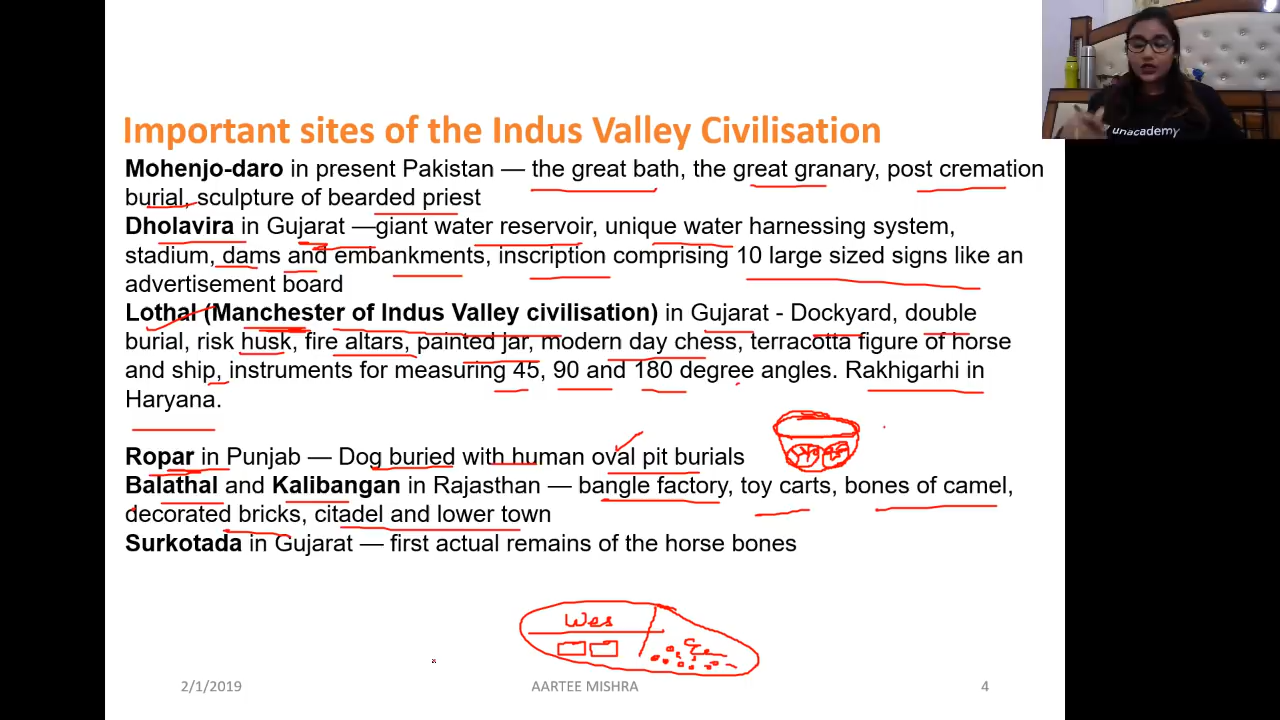 unacademy
Important sites of the Indus Valley Civilisation
Mohenjo-daro in present Pakistan — the great bath, the great granary, post cremation
burial, sculpture of bearded priest
Dholavira in Gujarat —giant water reservoir, unique water harnessing system,
stadium, dams and embankments, inscription comprising 10 large sized signs like an
advertisement board
Lothal (Manchester of Indus Valley civilisation) in Gujarat - Dockyard, double
burial, risk husk, fire altars, painted jar, modern day chess, terracotta figure of horse
and ship, instruments for measuring 45, 90 and 180 degree angles. Rakhigarhi in
Haryana.
Ropar in Punjab — Dog buried with human oval pit burials
Balathal and Kalibangan in Rajasthan — bangle factory, toy carts, bones of camel,
decorated bricks, citadel and lower town
Surkotada in Gujarat — first actual remains of the horse bones
Wes
2/1/2019
AARTEE MISHRA
4